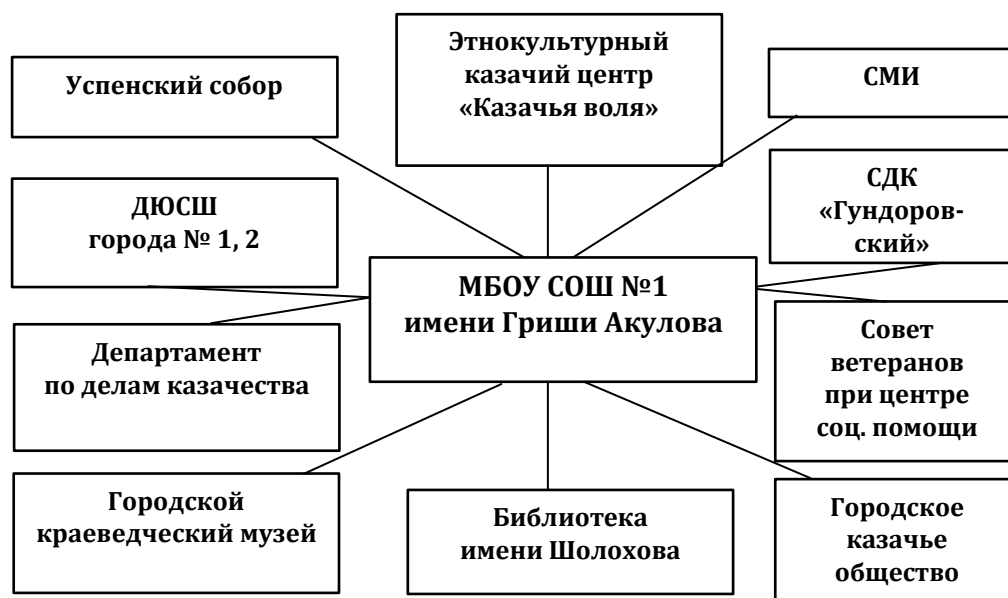 Этнокультурный
казачий центр
«Казачья воля»
Успенский собор
СМИ
ДЮСШ
города № 1, 2
СДК
«Гундоров-
ский»
МБОУ СОШ №1
имени Гриши Акулова
Департамент
по делам казачества
Совет
ветеранов
при центре
соц. помощи
Городской
краеведческий музей
Библиотека
имени Шолохова
Городское
казачье
общество